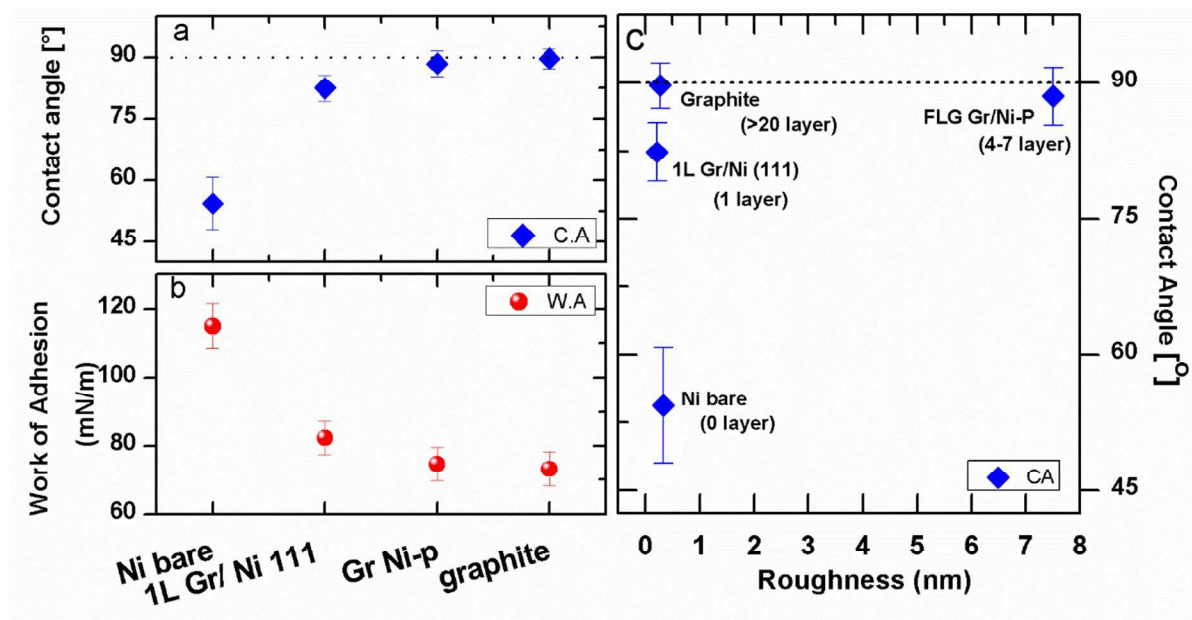 a
Contact angle [°]
90
75
60
45
C.A
b
Work of Adhesion
(mN/m)
120
100
80
60
W.A
Ni bare
1L Gr/ Ni 111
Gr Ni-p
graphite
C
Graphite
(>20 layer)
1L Gr/Ni (111)
(1 layer)
FLG Gr/Ni-P
(4-7 layer)
Ni bare
(0 layer)
CA
90
75
60
45
Contact Angle [O]
0 1 2 3 4 5 6 7 8
Roughness (nm)